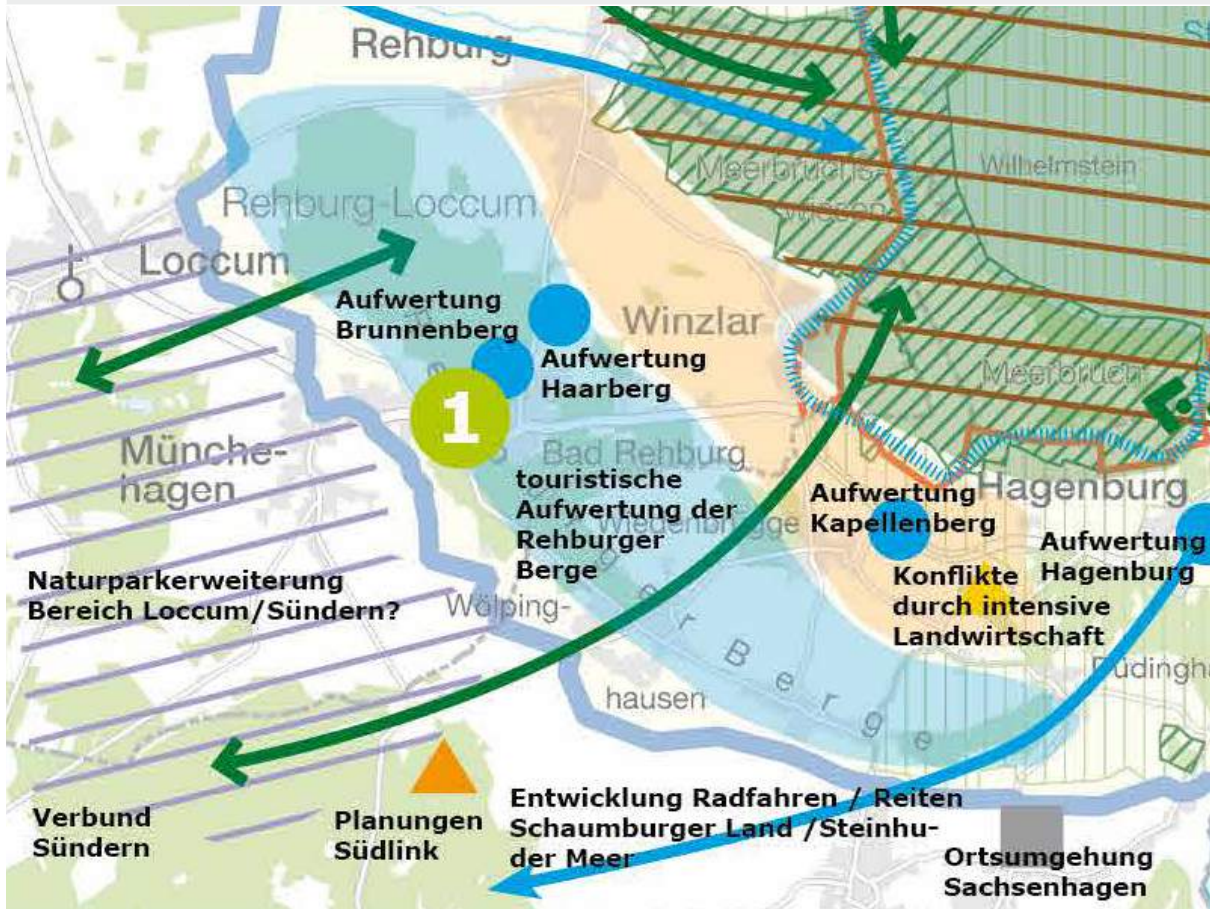 Rehburg
Meerbruchs-
wiesen
Wilhelmstein
Rehburg-Loccum
Loccum
Aufwertung
Brunnenberg
Winzlar
Aufwertung
Haarberg
Meerbruch
1
Münche-
hagen
Bad Rehburg
touristische
Aufwertung der
Rehburger
Berge
Wiedenbrügge
Hagenburg
Aufwertung
Kapellenberg
Aufwertung
Hagenburg
Konflikte
durch intensive
Landwirtschaft
Naturparkerweiterung
Bereich Loccum/Sündern?
Wölping-
hausen
Berge
Verbund
Sündern
Planungen
Südlink
Entwicklung Radfahren / Reiten
Schaumburger Land /Steinhu-
der Meer
Ortsumgehung
Sachsenhagen